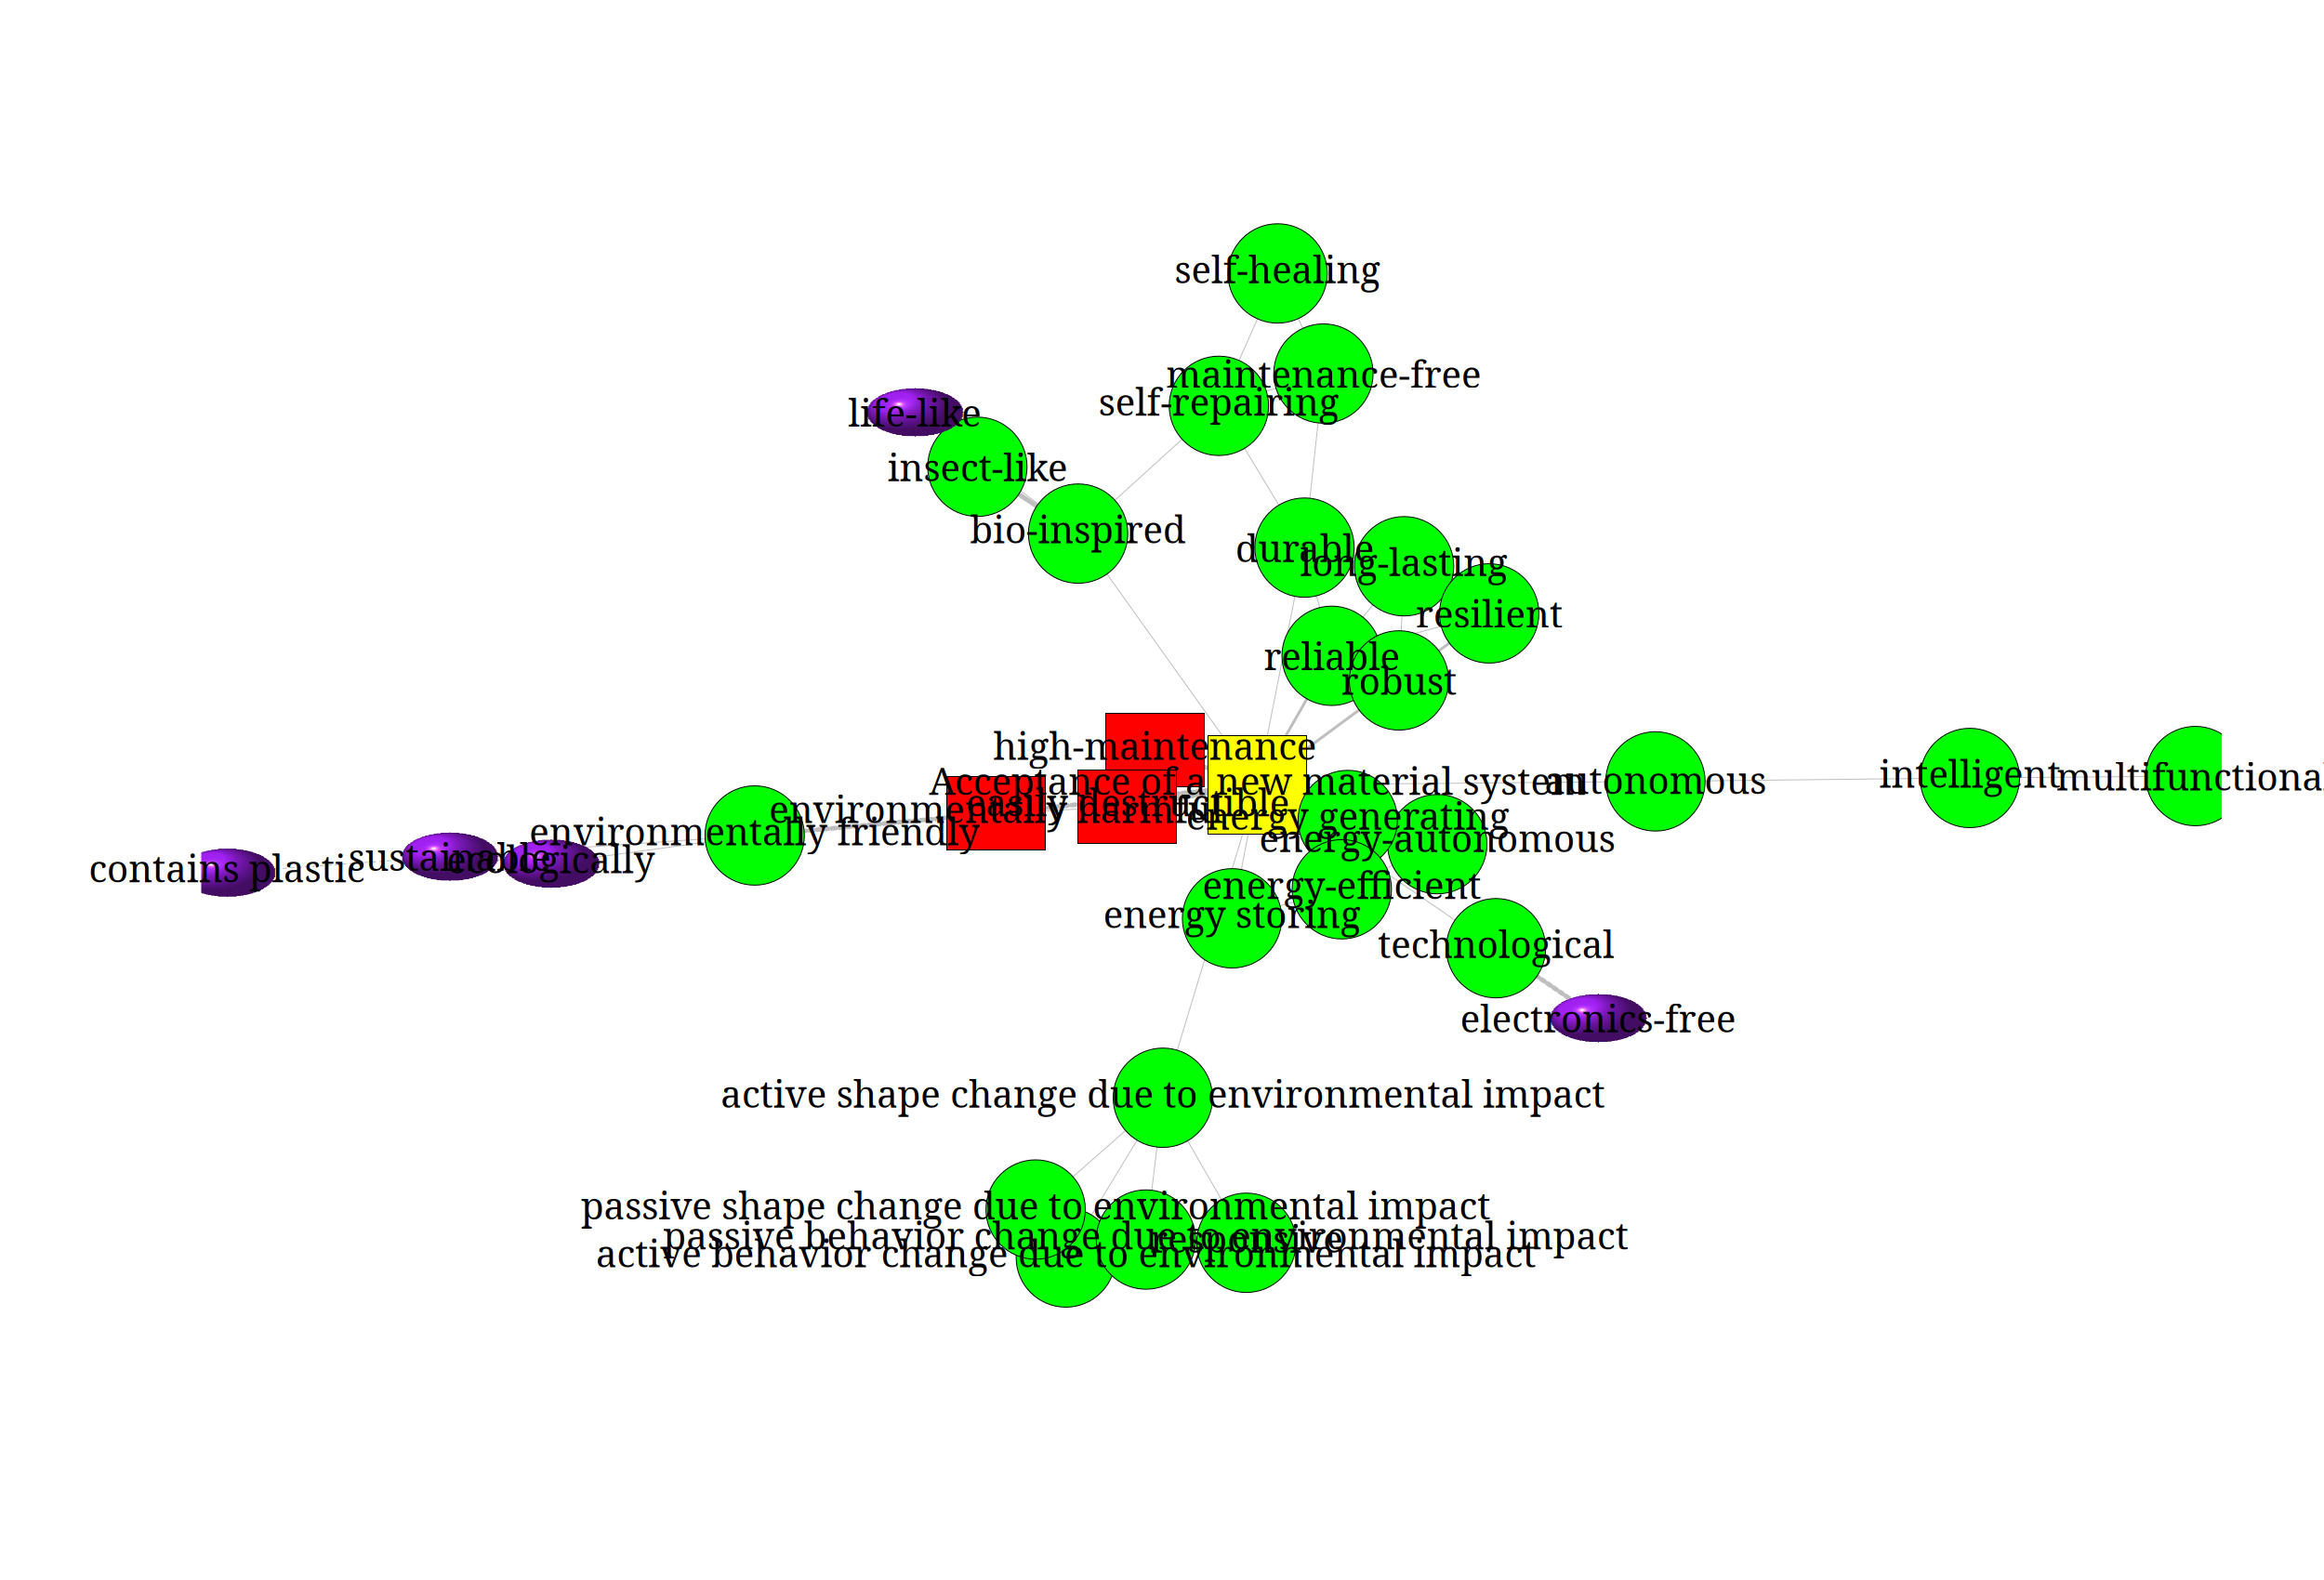 self-healing
maintenance-free
self-repairing
life-like
insect-like
bio-inspired
durable
long-lasting
resilient
reliable
robust
high-maintenance
Acceptance of a new material system
autonomous
intelligent
multifunctional
easily destructible
environmentally harmful
energy generating
environmentally friendly
energy-autonomous
sustainable
ecologically
contains plastic
energy-efficient
energy storing
technological
electronics-free
active shape change due to environmental impact
passive shape change due to environmental impact
passive behavior change due to environmental impact
responsive
active behavior change due to environmental impact